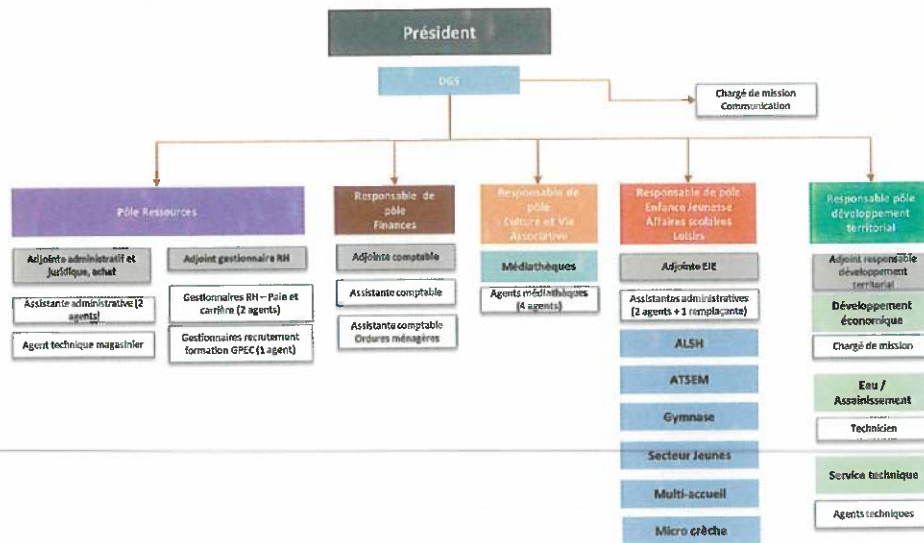 Président
DGS
Chargé de mission
Communication
Pôle Ressources
Adjointe administratif et
juridique, achat
Assistante administrative (2
agents)
Agent technique magasinier
Adjoint gestionnaire RH
Gestionnaires RH – Paie et
carrière (2 agents)
Gestionnaires recrutement
formation GPEC (1 agent)
Responsable de
pôle
Finances
Adjointe comptable
Assistante comptable
Assistante comptable
Ordures ménagères
Responsable de
pôle
Culture et Vie
Associative
Médiathèques
Agents médiathèques
(4 agents)
Responsable de pôle
Enfance Jeunesse
Affaires scolaires
Loisirs
Adjointe EJE
Assistantes administratives
(2 agents + 1 remplaçante)
ALSH
ATSEM
Gymnase
Secteur Jeunes
Multi-accueil
Micro crèche
Responsable pôle
développement
territorial
Adjoint responsable
développement
territorial
Développement
économique
Chargé de mission
Eau /
Assainissement
Technicien
Service technique
Agents techniques